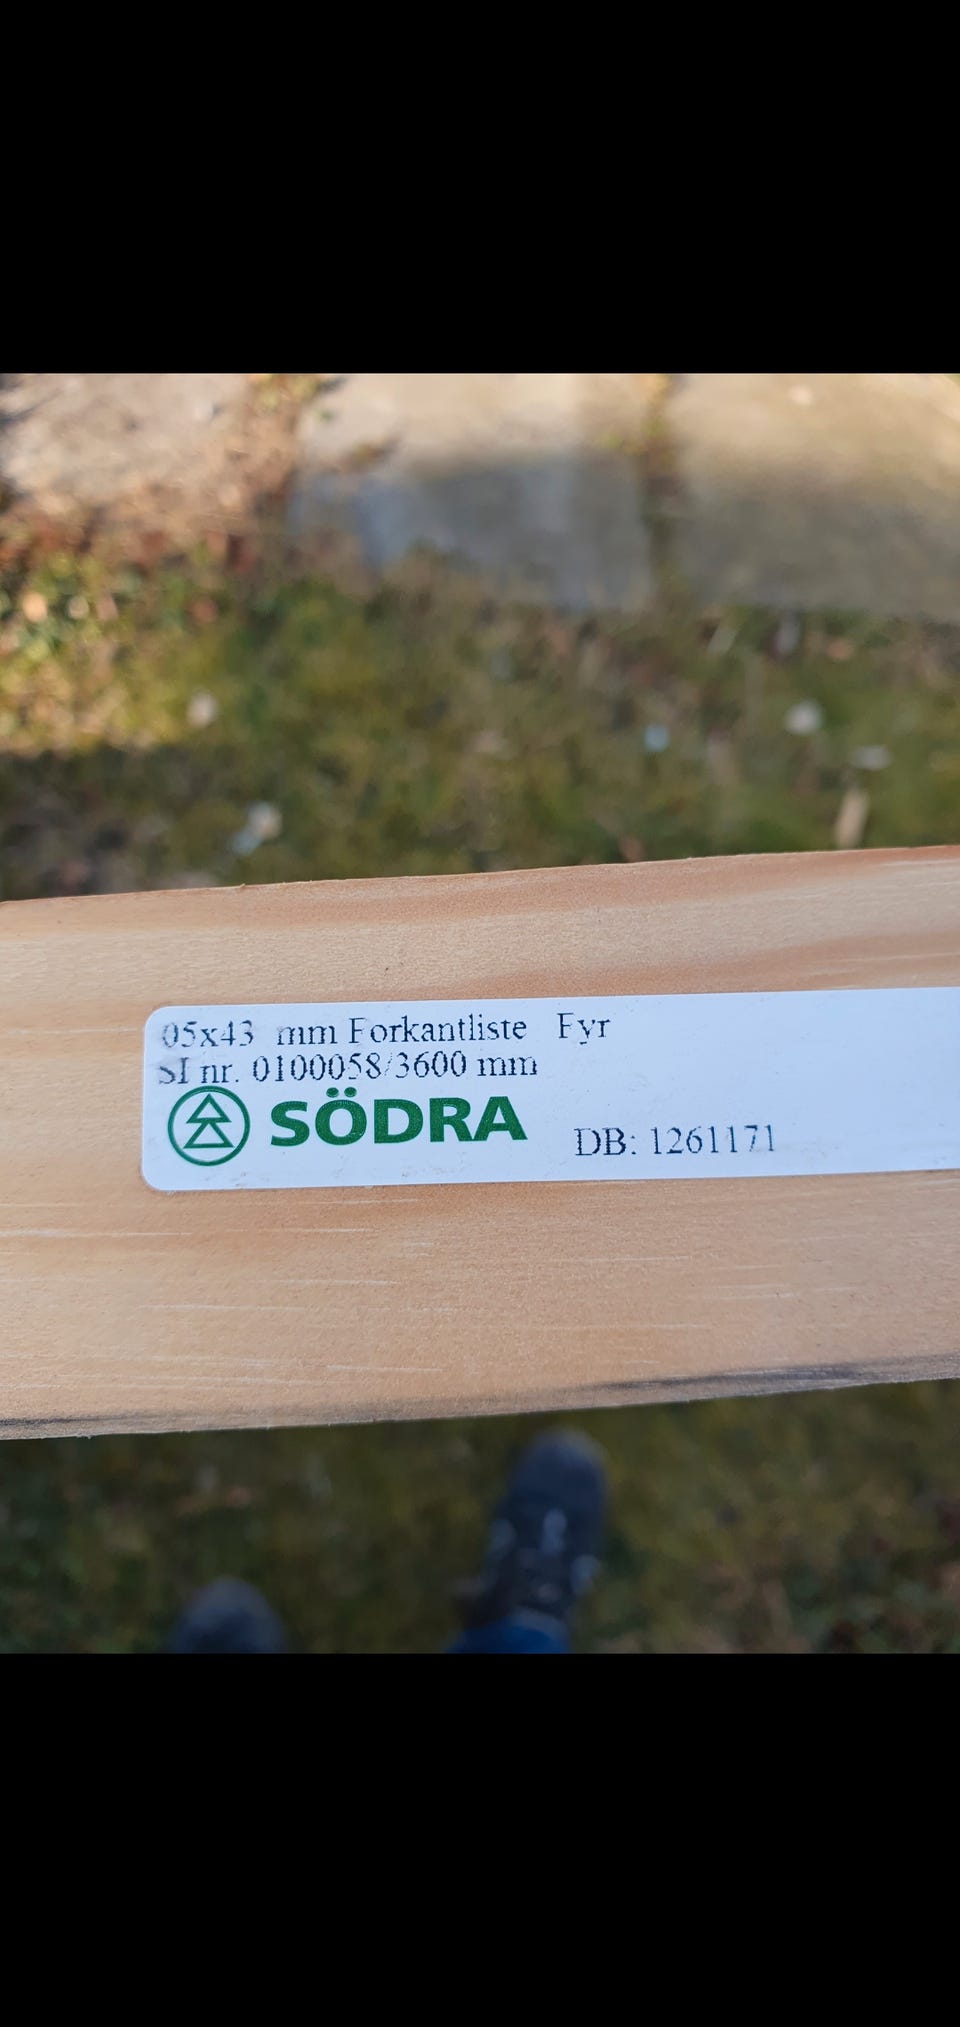 05x43 mm Forkantliste Fyr
SI nr. 0100058/3600 mm
SÖDRA
DB: 1261171